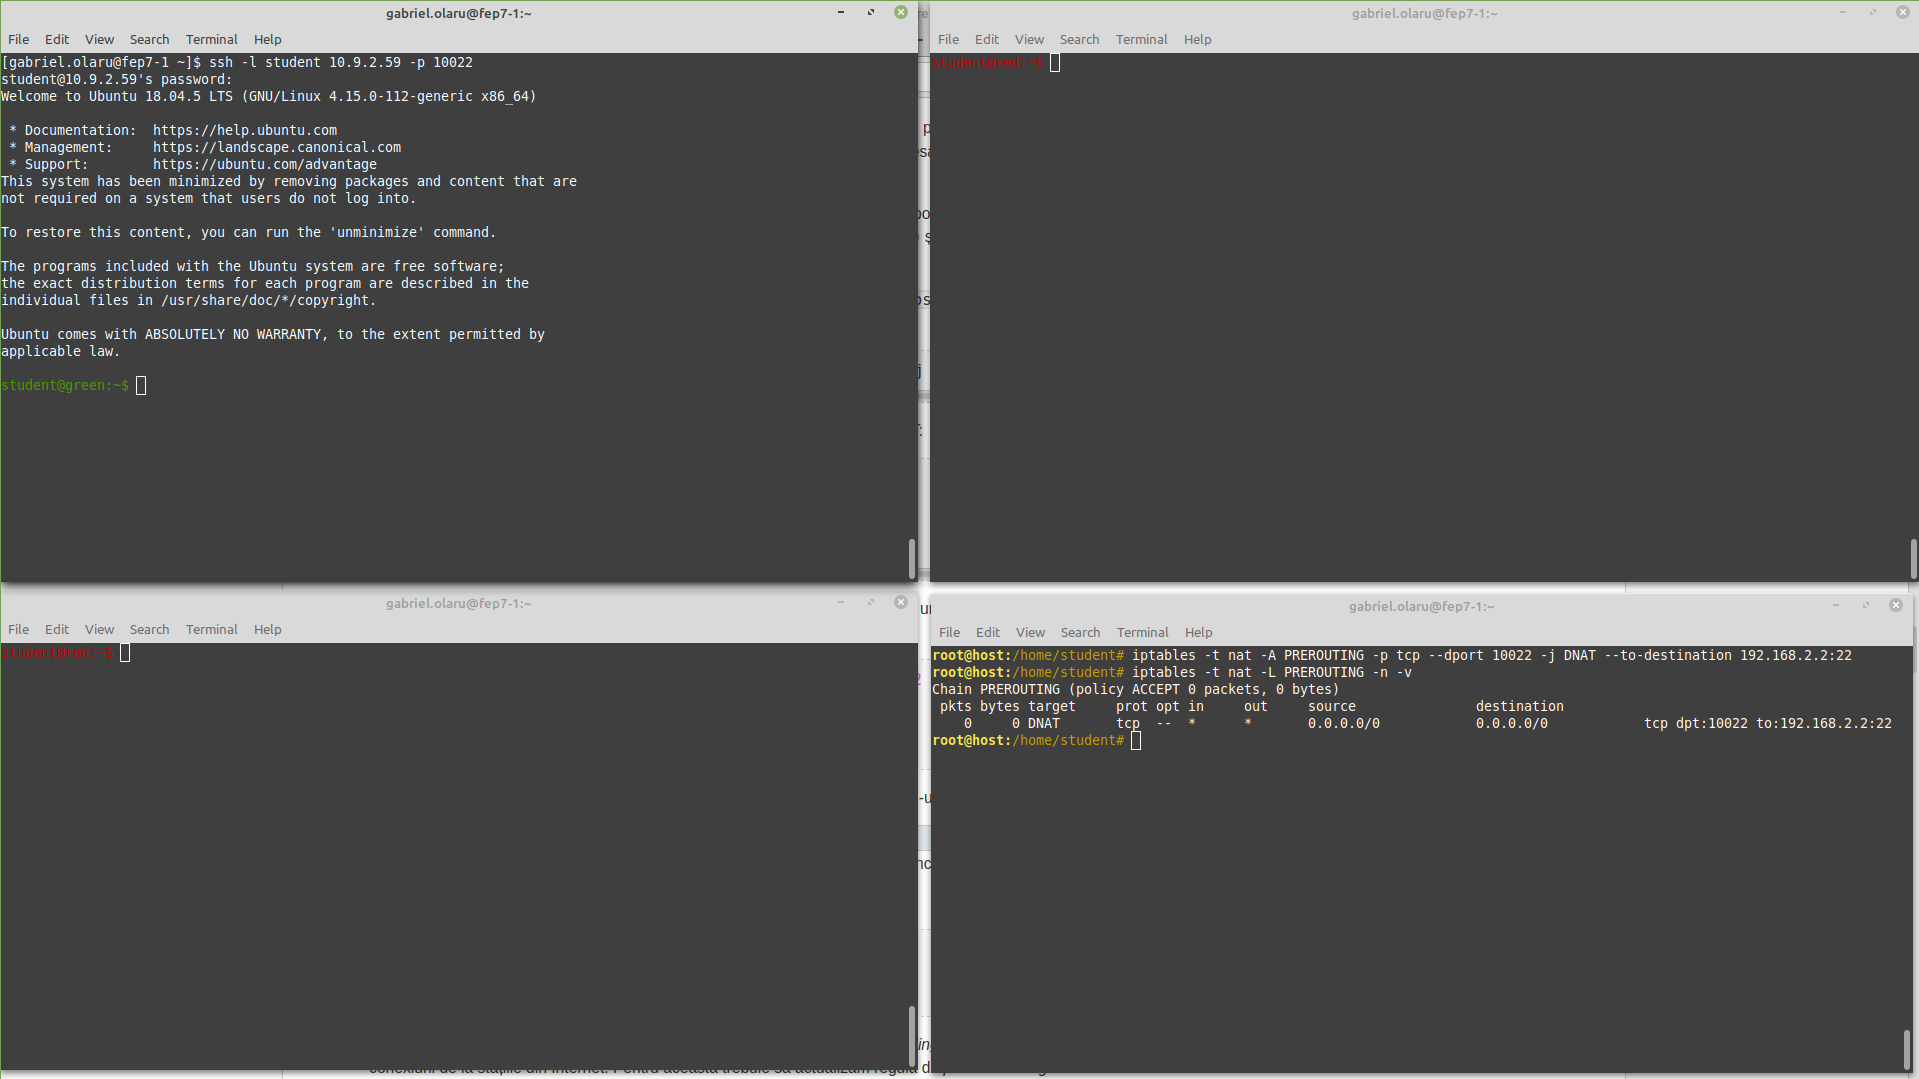 gabriel.olaru@fep7-1:~
File Edit View Search Terminal Help
[gabriel.olaru@fep7-1 ~]$ ssh -l student 10.9.2.59 -p 10022
student@10.9.2.59's password:
Welcome to Ubuntu 18.04.5 LTS (GNU/Linux 4.15.0-112-generic x86_64)
* Documentation:  https://help.ubuntu.com
* Management:     https://landscape.canonical.com
* Support:        https://ubuntu.com/advantage
This system has been minimized by removing packages and content that are
not required on a system that users do not log into.
To restore this content, you can run the 'unminimize' command.
The programs included with the Ubuntu system are free software;
the exact distribution terms for each program are described in the
individual files in /usr/share/doc/*/copyright.
Ubuntu comes with ABSOLUTELY NO WARRANTY, to the extent permitted by
applicable law.
student@green:~$
gabriel.olaru@fep7-1:~
File Edit View Search Terminal Help
student@red:~$
gabriel.olaru@fep7-1:~
File Edit View Search Terminal Help
student@red:~$
gabriel.olaru@fep7-1:~
File Edit View Search Terminal Help
root@host:/home/student# iptables -t nat -A PREROUTING -p tcp --dport 10022 -j DNAT --to-destination 192.168.2.2:22
root@host:/home/student# iptables -t nat -L PREROUTING -n -v
Chain PREROUTING (policy ACCEPT 0 packets, 0 bytes)
pkts bytes target     prot opt in     out     source               destination
0     0 DNAT       tcp  --  *      *       0.0.0.0/0            0.0.0.0/0            tcp dpt:10022 to:192.168.2.2:22
root@host:/home/student#